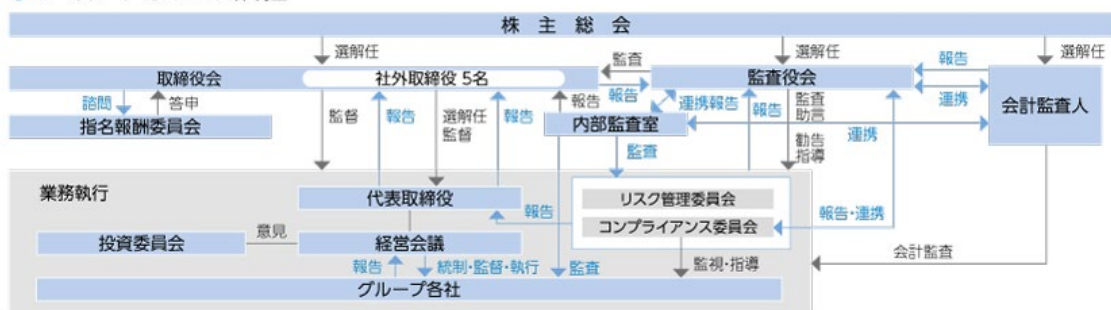 株主総会
選解任
監査
選解任
報告
選解任
取締役会
社外取締役 5名
監査役会
会計監査人
諮問
答申
報告
報告
連携報告
連携
指名報酬委員会
監督
報告
選解任
監督
報告
内部監査室
報告
監査
助言
連携
監査
勧告
指導
業務執行
代表取締役
リスク管理委員会
報告
コンプライアンス委員会
報告・連携
投資委員会
意見
経営会議
報告
統制・監督・執行
監査
監視・指導
会計監査
グループ各社